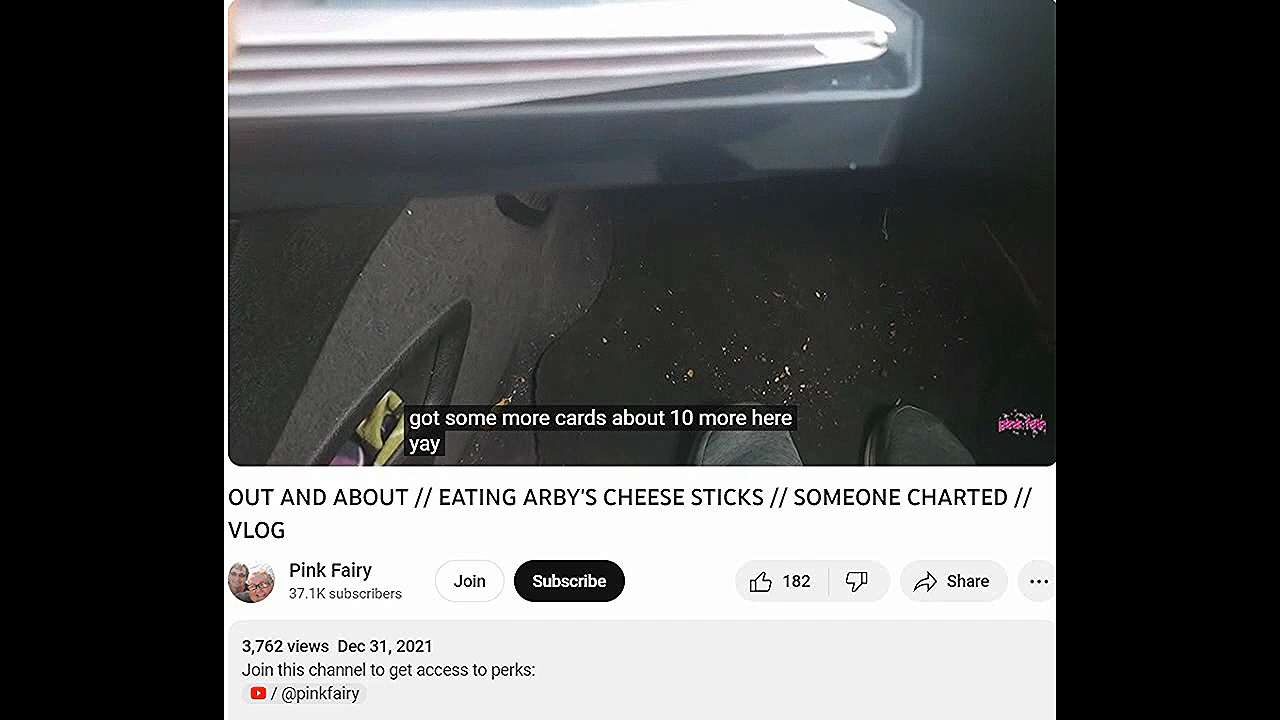 got some more cards about 10 more here
yay
OUT AND ABOUT // EATING ARBY'S CHEESE STICKS // SOMEONE CHARTED //
VLOG
Pink Fairy
37.1K subscribers
Join
Subscribe
182
Share
3,762 views Dec 31, 2021
Join this channel to get access to perks:
/ @pinkfairy